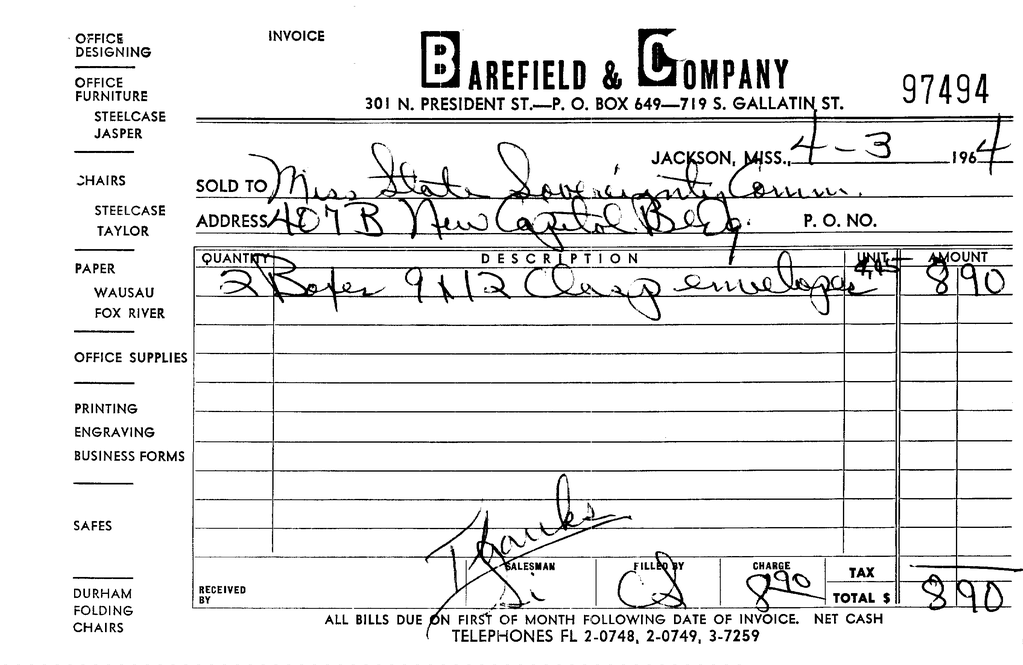 OFFICE
DESIGNING
OFFICE
FURNITURE
STEELCASE
JASPER
CHAIRS
STEELCASE
TAYLOR
PAPER
WAUSAU
FOX RIVER
OFFICE SUPPLIES
PRINTING
ENGRAVING
BUSINESS FORMS
SAFES
DURHAM
FOLDING
CHAIRS
INVOICE
BAREFIELD & COMPANY
301 N. PRESIDENT ST.—P. O. BOX 649—719 S. GALLATIN ST.
97494
JACKSON, MISS., 4-3 1964
SOLD TO Miss State Sovereignty Comm.
ADDRESS 407B New Capitol Bldg. P. O. NO.
QUANTITY DESCRIPTION UNIT AMOUNT
2 Boxes 9x12 Clasp envelopes 4.45 8 90
Thanks
RECEIVED BY SALESMAN Si FILLED BY CS CHARGE 8.90 TAX
TOTAL $ 8 90
ALL BILLS DUE ON FIRST OF MONTH FOLLOWING DATE OF INVOICE. NET CASH
TELEPHONES FL 2-0748, 2-0749, 3-7259